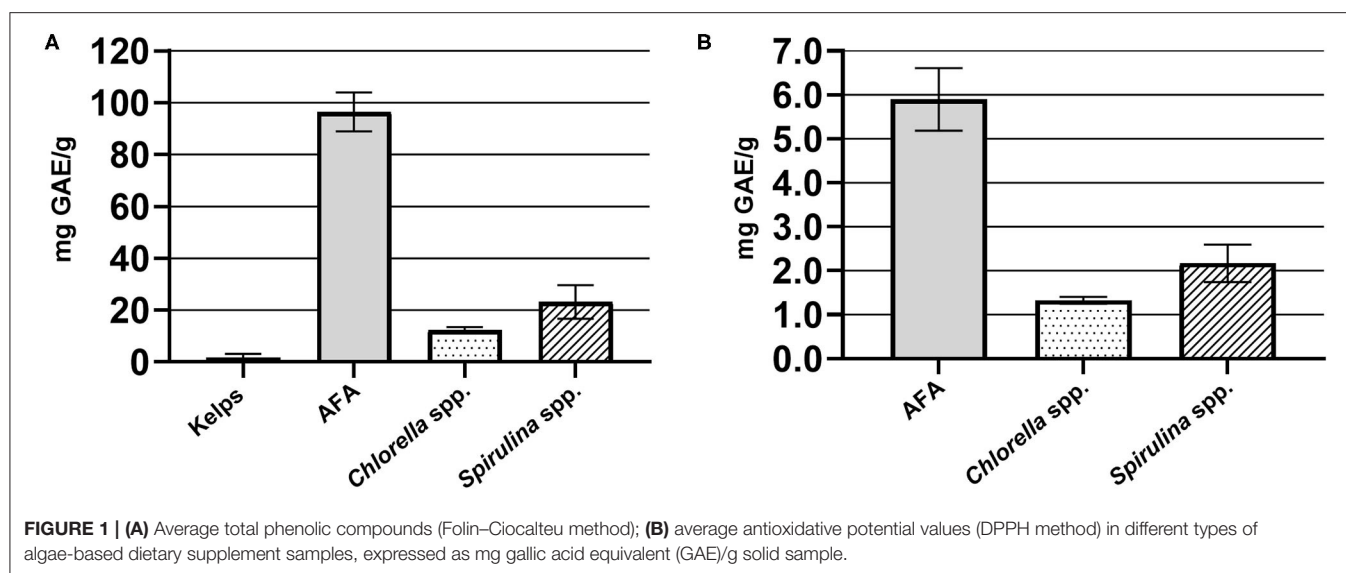 A
mg GAE/g
120
100
80
60
40
20
0
Kelps
AFA
Chlorella spp.
Spirulina spp.
B
mg GAE/g
7.0
6.0
5.0
4.0
3.0
2.0
1.0
0.0
AFA
Chlorella spp.
Spirulina spp.
FIGURE 1 | (A) Average total phenolic compounds (Folin–Ciocalteu method); (B) average antioxidative potential values (DPPH method) in different types of
algae-based dietary supplement samples, expressed as mg gallic acid equivalent (GAE)/g solid sample.